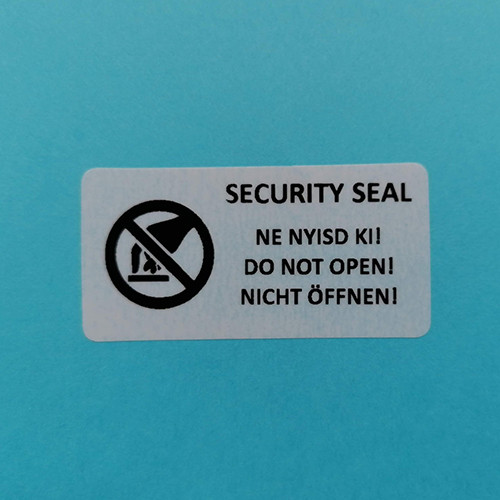 SECURITY SEAL
NE NYISD KI!
DO NOT OPEN!
NICHT ÖFFNEN!